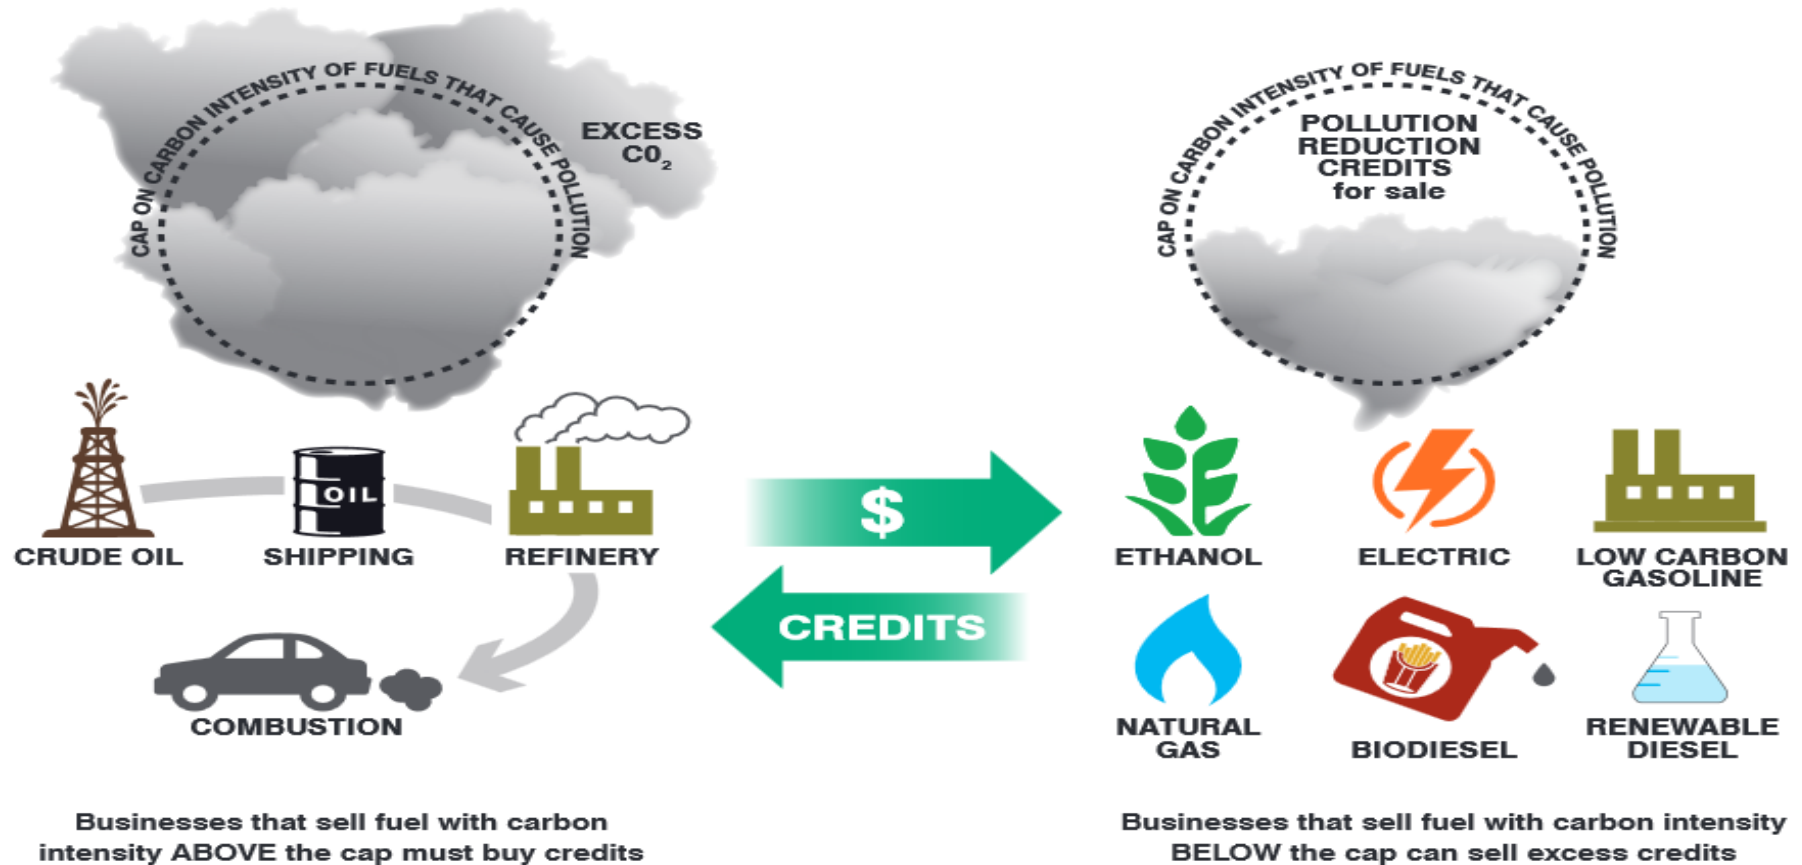 CAP ON CARBON INTENSITY OF FUELS THAT CAUSE POLLUTION
EXCESS
C0₂
CRUDE OIL
OIL
SHIPPING
REFINERY
COMBUSTION
Businesses that sell fuel with carbon
intensity ABOVE the cap must buy credits
$
CREDITS
CAP ON CARBON INTENSITY OF FUELS THAT CAUSE POLLUTION
POLLUTION
REDUCTION
CREDITS
for sale
ETHANOL
ELECTRIC
LOW CARBON
GASOLINE
NATURAL
GAS
BIODIESEL
RENEWABLE
DIESEL
Businesses that sell fuel with carbon intensity
BELOW the cap can sell excess credits